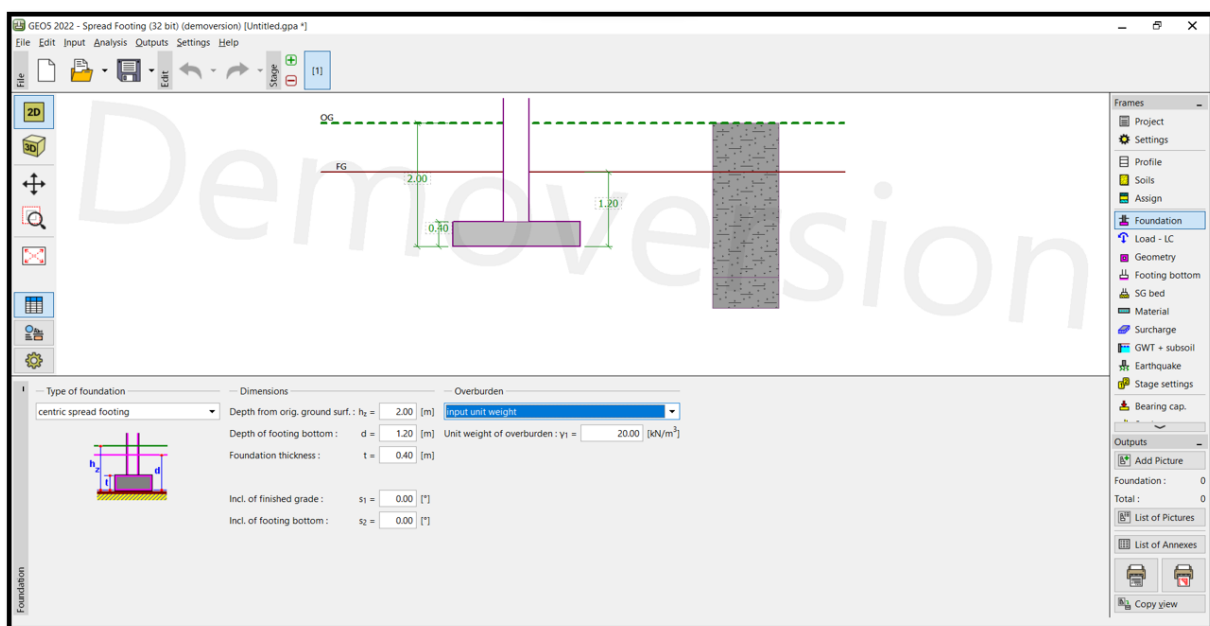 GEO5 2022 - Spread Footing (32 bit) (demoversion) [Untitled.gpa *]
File Edit Input Analysis Outputs Settings Help
File
Edit
Stage
[1]
2D
3D
Demoversion
OG
FG
2.00
1.20
0.40
Frames
Project
Settings
Profile
Soils
Assign
Foundation
Load - LC
Geometry
Footing bottom
SG bed
Material
Surcharge
GWT + subsoil
Earthquake
Stage settings
Bearing cap.
Outputs
Add Picture
Foundation : 0
Total : 0
List of Pictures
List of Annexes
Copy view
Foundation
Type of foundation
centric spread footing
hz
t
d
Dimensions
Depth from orig. ground surf. : hz = 2.00 [m]
Depth of footing bottom : d = 1.20 [m]
Foundation thickness : t = 0.40 [m]
Incl. of finished grade : s1 = 0.00 [°]
Incl. of footing bottom : s2 = 0.00 [°]
Overburden
input unit weight
Unit weight of overburden : γ1 = 20.00 [kN/m³]